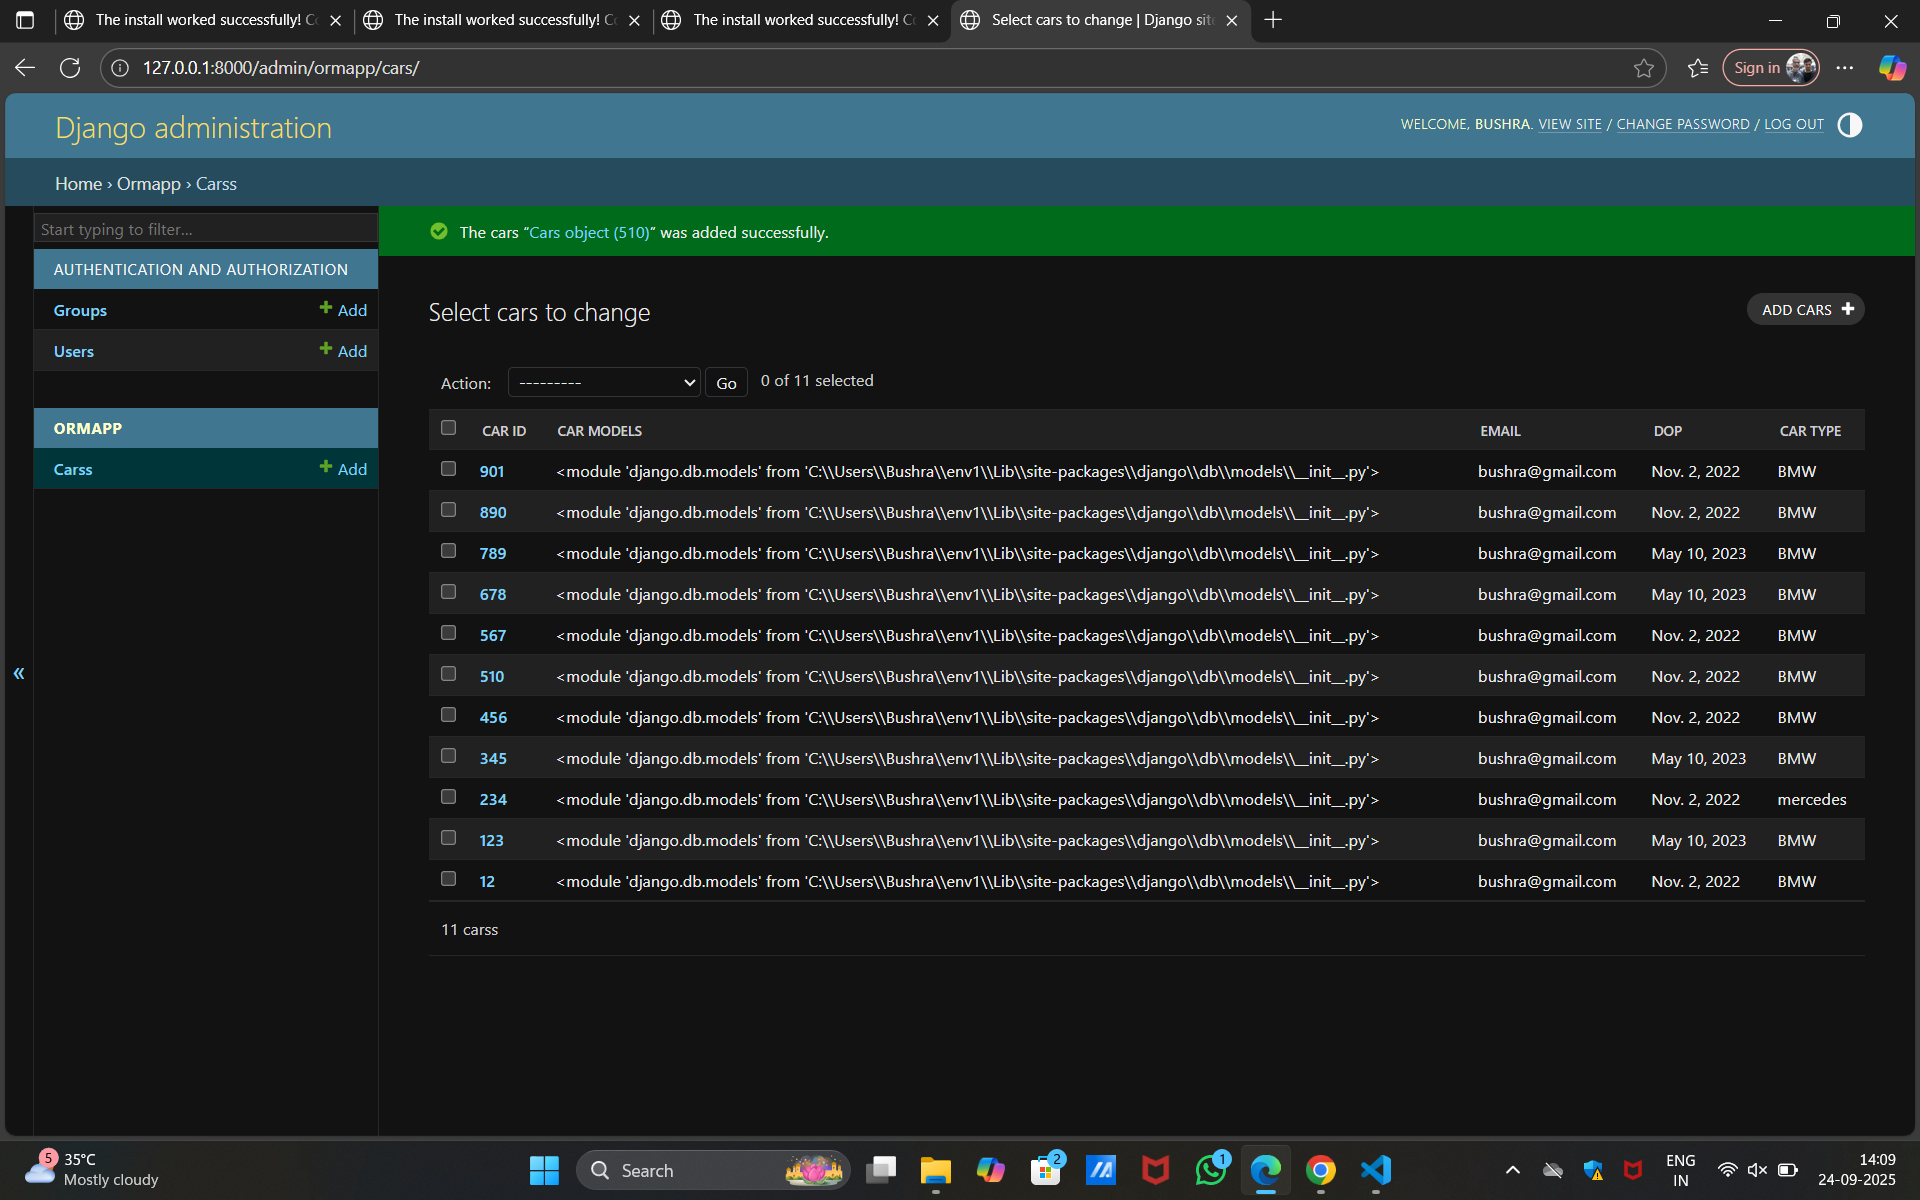 The install worked successfully! Co
The install worked successfully! Co
The install worked successfully! Co
Select cars to change | Django site
127.0.0.1:8000/admin/ormapp/cars/
Sign in
Django administration
WELCOME, BUSHRA. VIEW SITE / CHANGE PASSWORD / LOG OUT
Home › Ormapp › Carss
Start typing to filter...
AUTHENTICATION AND AUTHORIZATION
Groups + Add
Users + Add
ORMAPP
Carss + Add
«
The cars “Cars object (510)” was added successfully.
Select cars to change
ADD CARS +
Action: --------- Go 0 of 11 selected
CAR ID CAR MODELS EMAIL DOP CAR TYPE
901 <module 'django.db.models' from 'C:\\Users\\Bushra\\env1\\Lib\\site-packages\\django\\db\\models\\__init__.py'> bushra@gmail.com Nov. 2, 2022 BMW
890 <module 'django.db.models' from 'C:\\Users\\Bushra\\env1\\Lib\\site-packages\\django\\db\\models\\__init__.py'> bushra@gmail.com Nov. 2, 2022 BMW
789 <module 'django.db.models' from 'C:\\Users\\Bushra\\env1\\Lib\\site-packages\\django\\db\\models\\__init__.py'> bushra@gmail.com May 10, 2023 BMW
678 <module 'django.db.models' from 'C:\\Users\\Bushra\\env1\\Lib\\site-packages\\django\\db\\models\\__init__.py'> bushra@gmail.com May 10, 2023 BMW
567 <module 'django.db.models' from 'C:\\Users\\Bushra\\env1\\Lib\\site-packages\\django\\db\\models\\__init__.py'> bushra@gmail.com Nov. 2, 2022 BMW
510 <module 'django.db.models' from 'C:\\Users\\Bushra\\env1\\Lib\\site-packages\\django\\db\\models\\__init__.py'> bushra@gmail.com Nov. 2, 2022 BMW
456 <module 'django.db.models' from 'C:\\Users\\Bushra\\env1\\Lib\\site-packages\\django\\db\\models\\__init__.py'> bushra@gmail.com Nov. 2, 2022 BMW
345 <module 'django.db.models' from 'C:\\Users\\Bushra\\env1\\Lib\\site-packages\\django\\db\\models\\__init__.py'> bushra@gmail.com May 10, 2023 BMW
234 <module 'django.db.models' from 'C:\\Users\\Bushra\\env1\\Lib\\site-packages\\django\\db\\models\\__init__.py'> bushra@gmail.com Nov. 2, 2022 mercedes
123 <module 'django.db.models' from 'C:\\Users\\Bushra\\env1\\Lib\\site-packages\\django\\db\\models\\__init__.py'> bushra@gmail.com May 10, 2023 BMW
12 <module 'django.db.models' from 'C:\\Users\\Bushra\\env1\\Lib\\site-packages\\django\\db\\models\\__init__.py'> bushra@gmail.com Nov. 2, 2022 BMW
11 carss
5
35°C
Mostly cloudy
Search
2
1
ENG
IN
14:09
24-09-2025